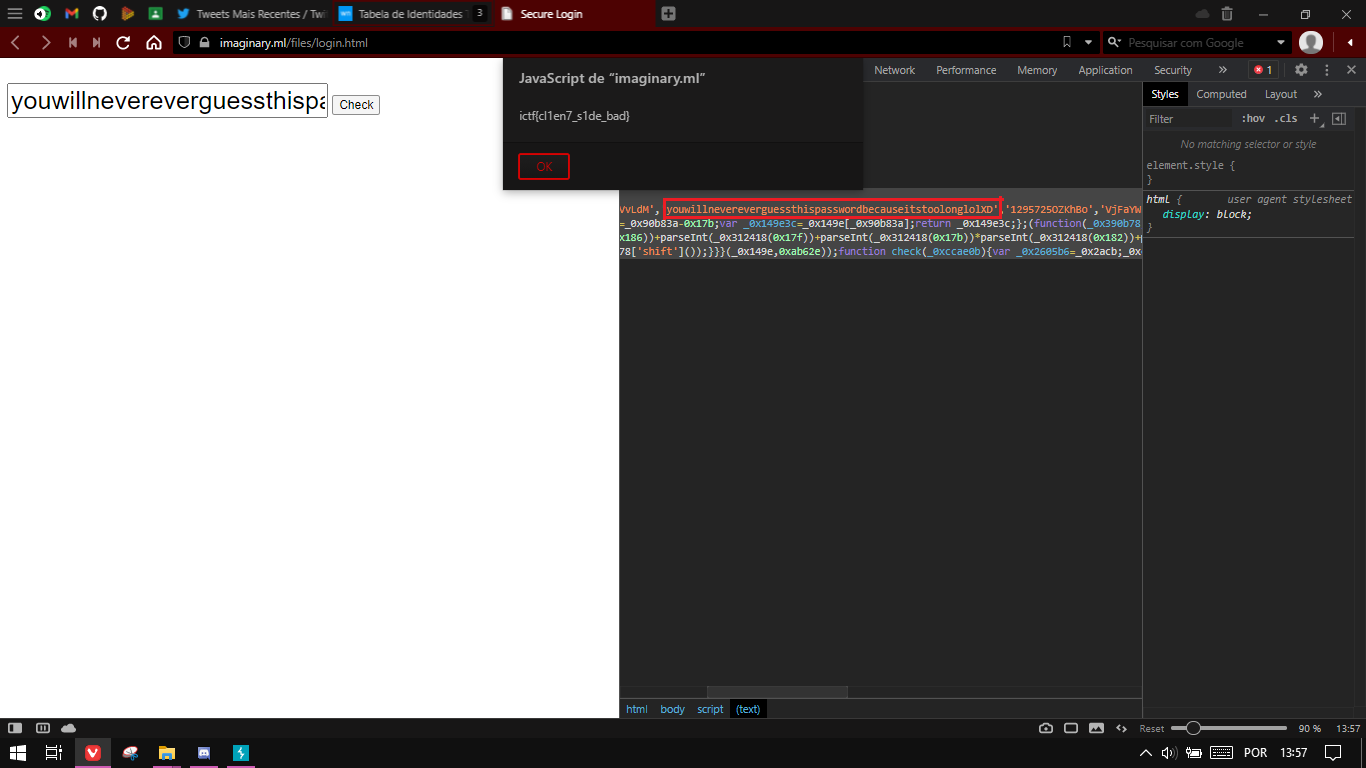 Tweets Mais Recentes / Twi
Tabela de Identidades T
3
Secure Login
imaginary.ml/files/login.html
Pesquisar com Google
youwillneverever​guessthispa
Check
JavaScript de “imaginary.ml”
ictf{cl1en7_s1de_bad}
OK
Network
Performance
Memory
Application
Security
»
1
Styles
Computed
Layout
»
Filter
:hov
.cls
+
No matching selector or style
element.style {
}
html {
user agent stylesheet
display: block;
}
VvLdM','youwillneverever​guessthispasswordbecauseitstoolonglolXD','1295725OZKhBo','VjFaYW
=_0x90b83a-0x17b;var _0x149e3c=_0x149e[_0x90b83a];return _0x149e3c;};(function(_0x390b78
x186))+parseInt(_0x312418(0x17f))+parseInt(_0x312418(0x17b))*parseInt(_0x312418(0x182))+
78['shift']());}}}(_0x149e,0xab62e));function check(_0xccae0b){var _0x2605b6=_0x2acb;_0x
html
body
script
(text)
Reset
90 %
13:57
POR
13:57